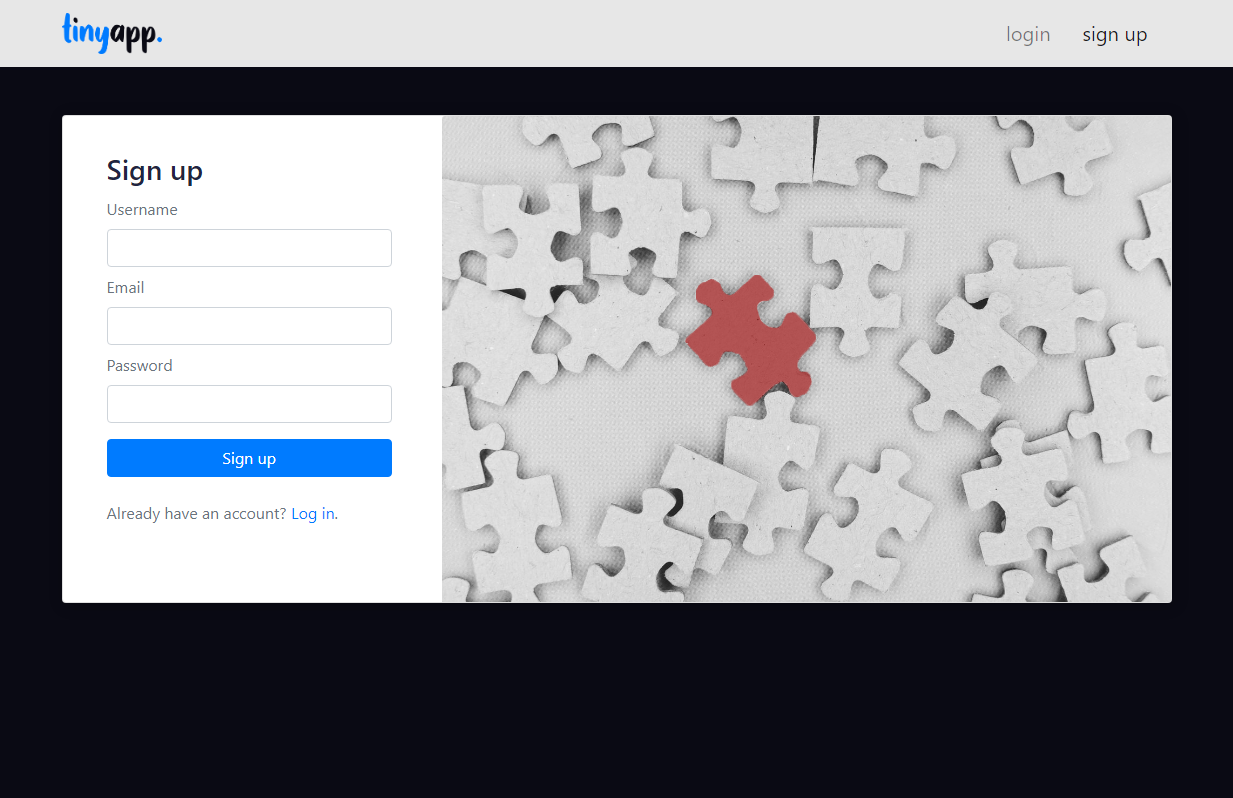 tinyapp.
login
sign up
Sign up
Username
Email
Password
Sign up
Already have an account? Log in.